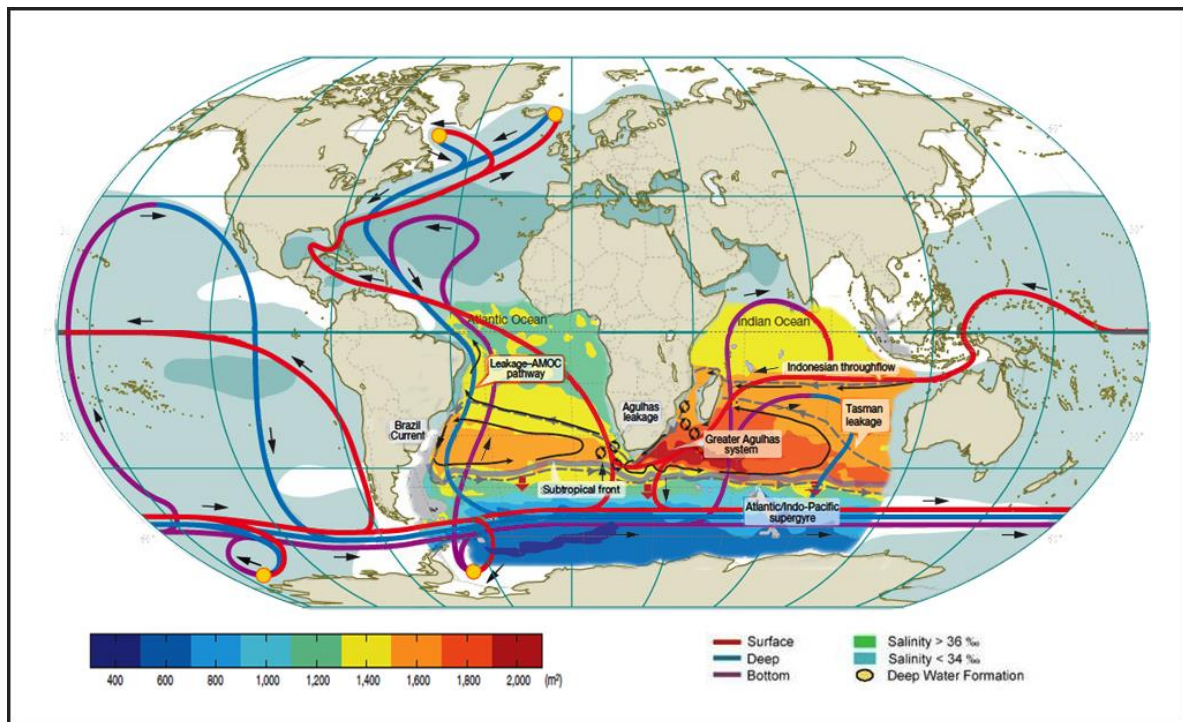 Atlantic Ocean
Indian Ocean
Leakage–AMOC
pathway
Indonesian throughflow
Agulhas
leakage
Tasman
leakage
Brazil
Current
Greater Agulhas
system
Subtropical front
Atlantic/Indo-Pacific
supergyre
400 600 800 1,000 1,200 1,400 1,600 1,800 2,000 (m²)
Surface
Deep
Bottom
Salinity > 36 ‰
Salinity < 34 ‰
Deep Water Formation